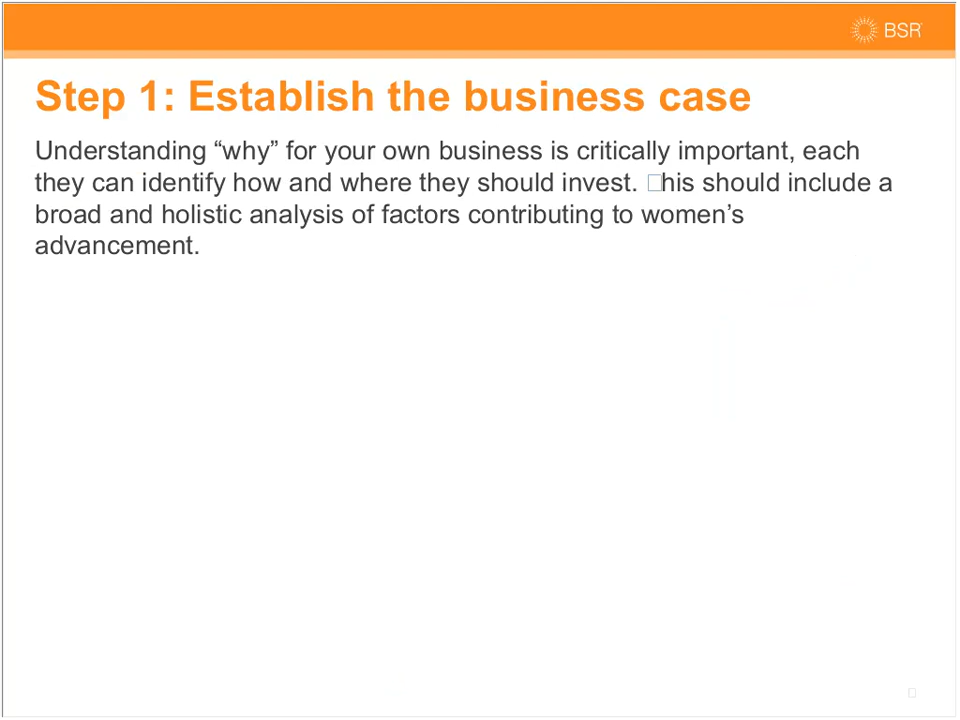 BSR
Step 1: Establish the business case
Understanding “why” for your own business is critically important, each
they can identify how and where they should invest. □his should include a
broad and holistic analysis of factors contributing to women’s
advancement.